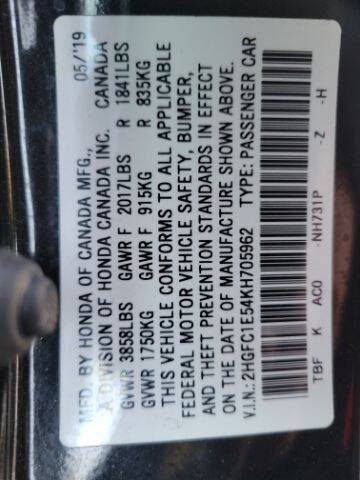 MFD. BY HONDA OF CANADA MFG., 05/'19
A DIVISION OF HONDA CANADA INC. CANADA
GVWR 3858LBS GAWR F 2017LBS R 1841LBS
GVWR 1750KG GAWR F 915KG R 835KG
THIS VEHICLE CONFORMS TO ALL APPLICABLE
FEDERAL MOTOR VEHICLE SAFETY, BUMPER,
AND THEFT PREVENTION STANDARDS IN EFFECT
ON THE DATE OF MANUFACTURE SHOWN ABOVE.
V.I.N.: 2HGFC1E54KH705962 TYPE: PASSENGER CAR
TBF K AC0 -NH731P -Z -H